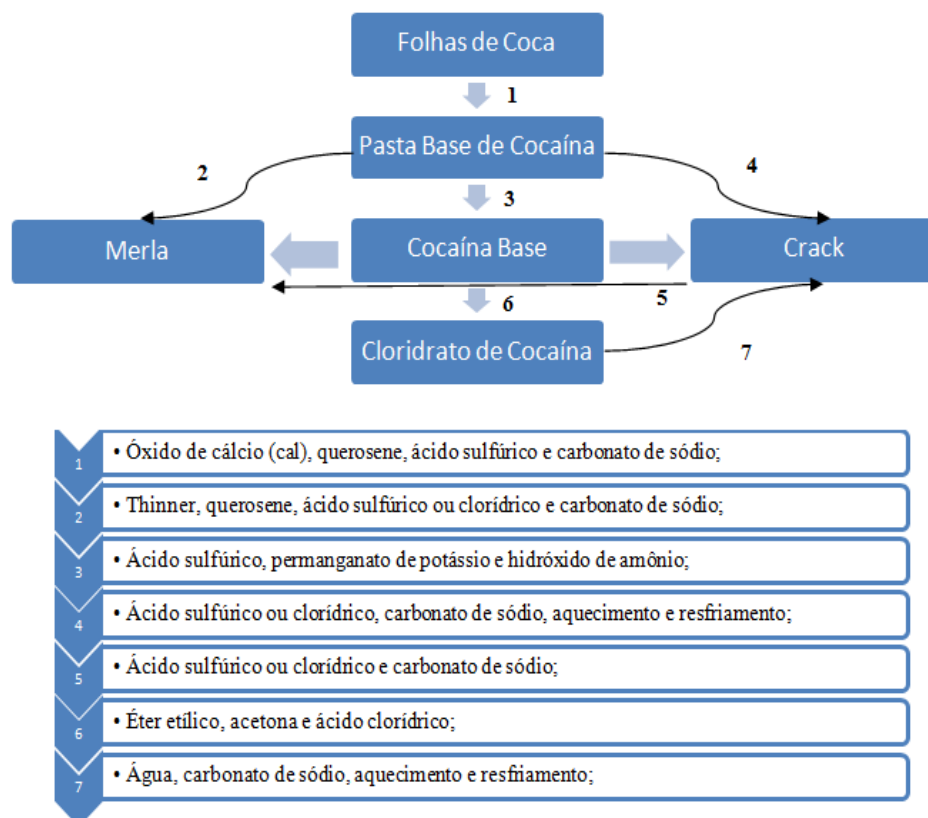 Folhas de Coca
1
Pasta Base de Cocaína
2
4
3
Merla
Cocaína Base
Crack
5
6
Cloridrato de Cocaína
7
1
• Óxido de cálcio (cal), querosene, ácido sulfúrico e carbonato de sódio;
2
• Thinner, querosene, ácido sulfúrico ou clorídrico e carbonato de sódio;
3
• Ácido sulfúrico, permanganato de potássio e hidróxido de amônio;
4
• Ácido sulfúrico ou clorídrico, carbonato de sódio, aquecimento e resfriamento;
5
• Ácido sulfúrico ou clorídrico e carbonato de sódio;
6
• Éter etílico, acetona e ácido clorídrico;
7
• Água, carbonato de sódio, aquecimento e resfriamento;